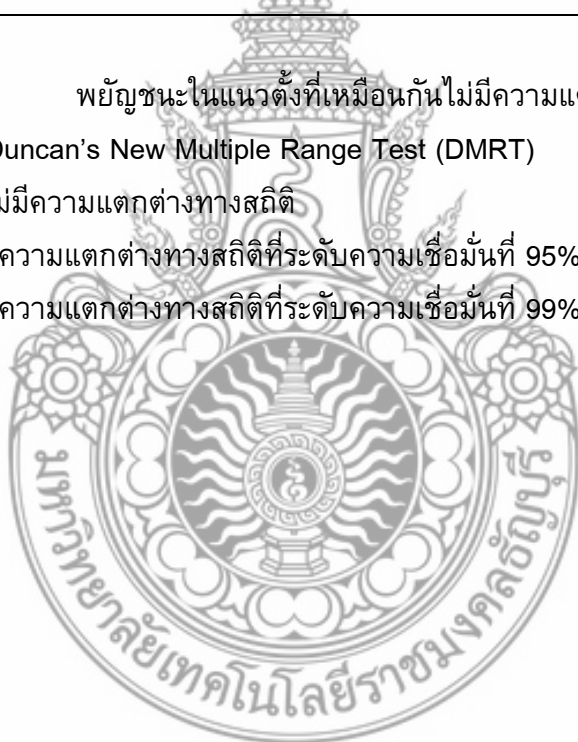 พยัญชนะในแนวตั้งที่เหมือนกันไม่มีความ
Duncan's New Multiple Range Test (DMRT)
ไม่มีความแตกต่างทางสถิติ
ความแตกต่างทางสถิติที่ระดับความเชื่อมั่นที่ 95%
ความแตกต่างทางสถิติที่ระดับความเชื่อมั่นที่ 99%
มหาวิทยาลัยเทคโนโลยีราชมงคลธัญบุรี